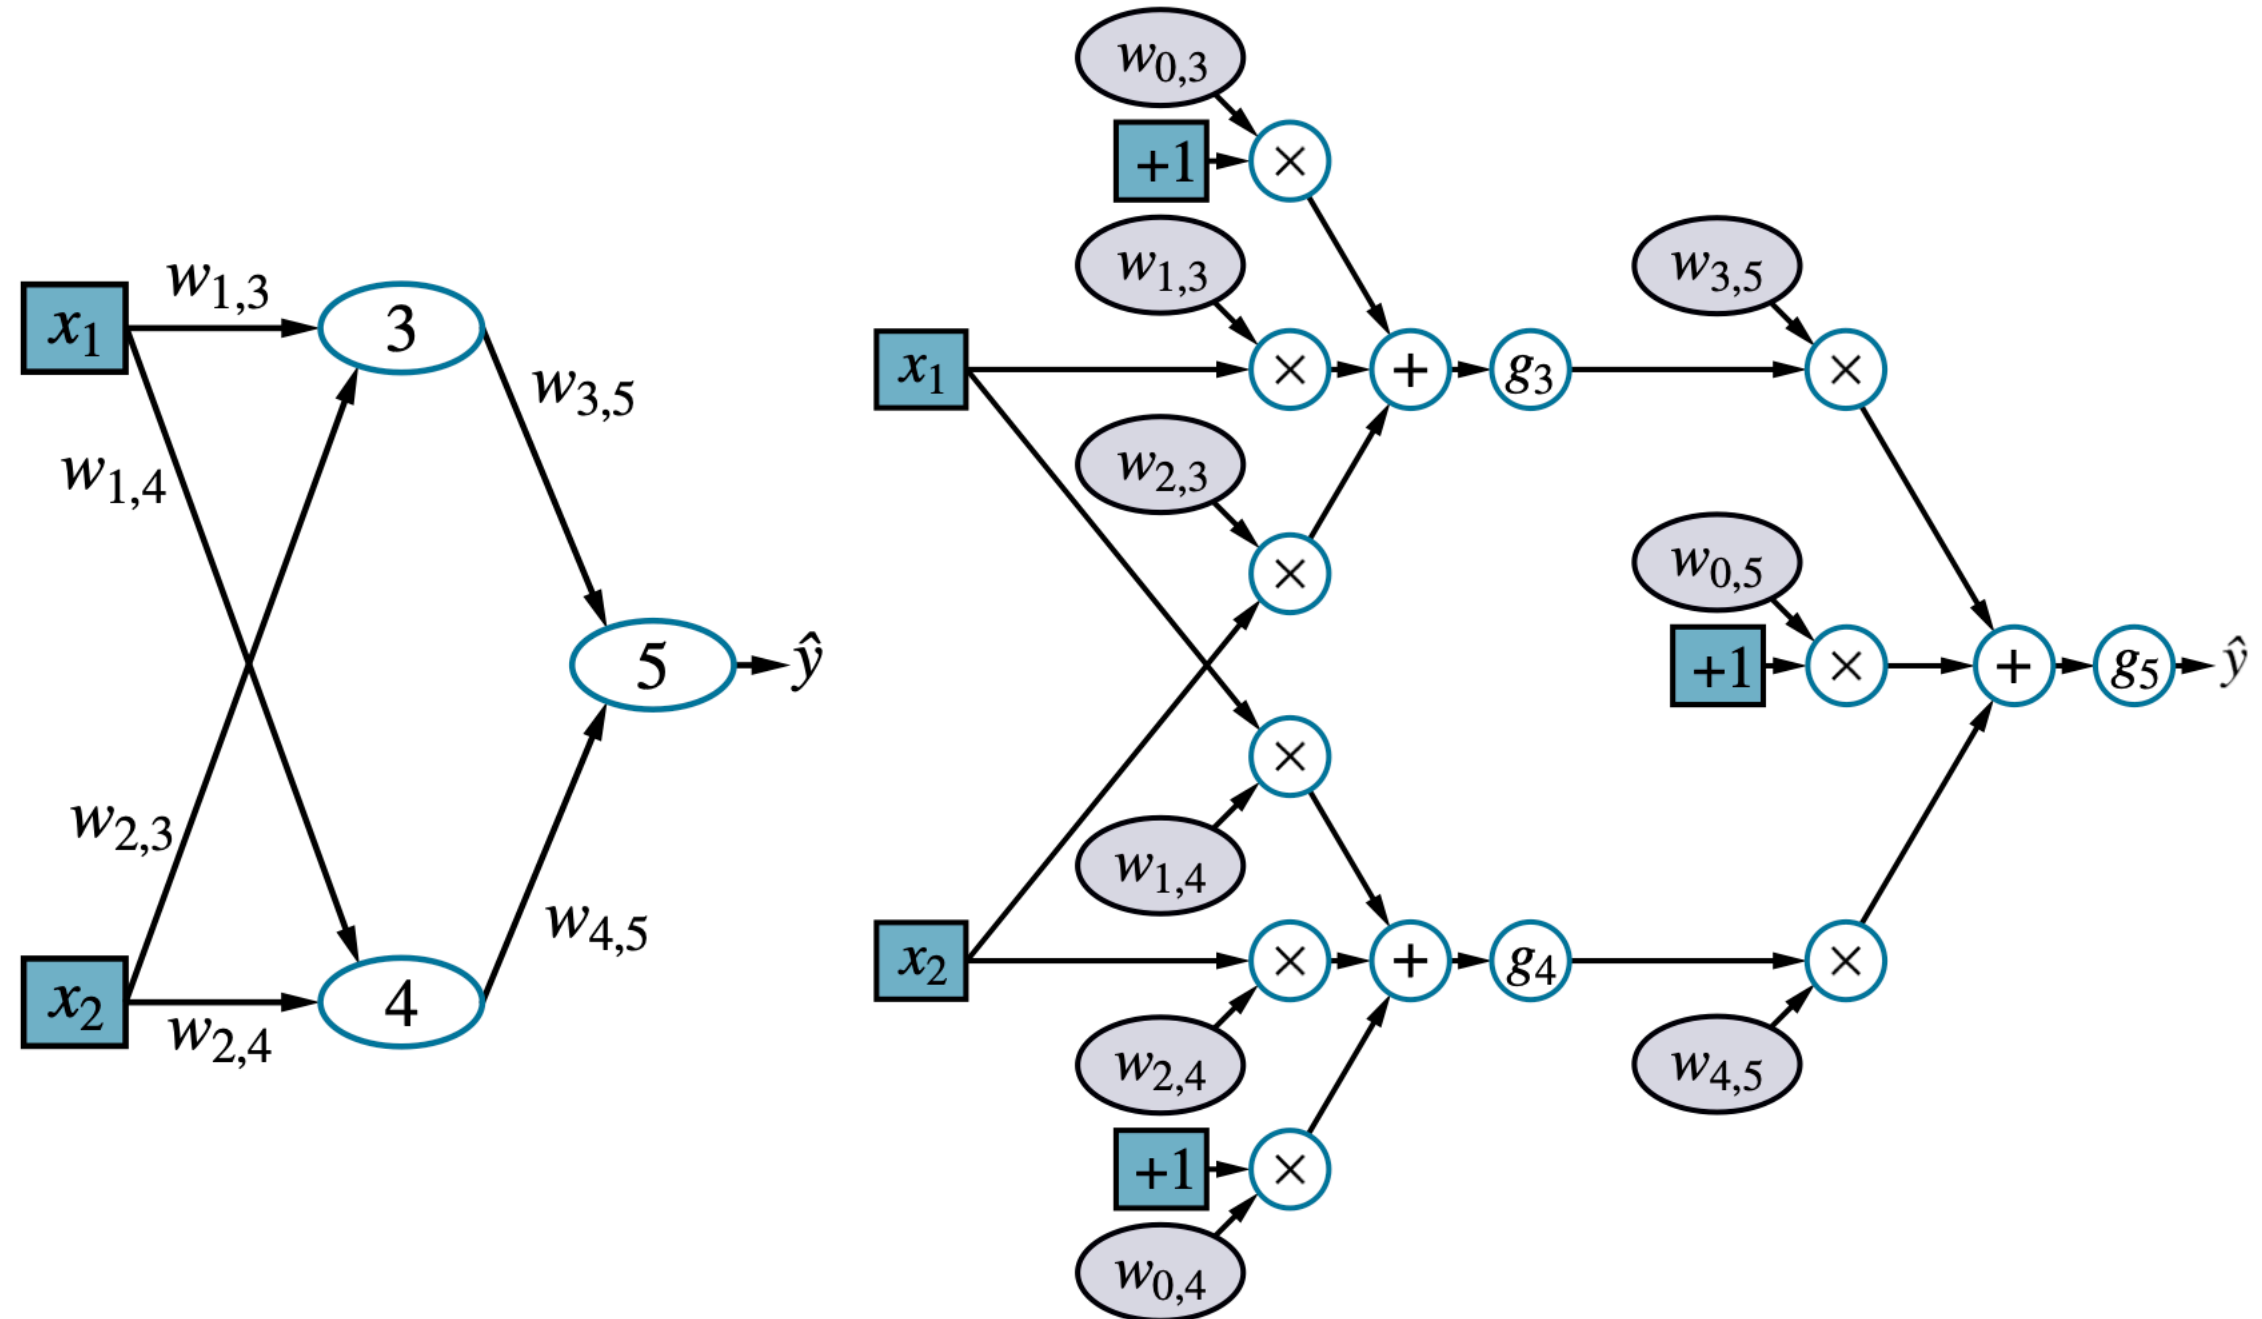 x₁
w₁,₃
3
w₃,₅
w₁,₄
5
ŷ
w₂,₃
w₄,₅
x₂
w₂,₄
4
w₀,₃
+1
×
w₁,₃
x₁
×
+
g₃
w₃,₅
×
w₂,₃
×
w₀,₅
+1
×
+
g₅
ŷ
×
w₁,₄
x₂
×
+
g₄
×
w₂,₄
w₄,₅
+1
×
w₀,₄